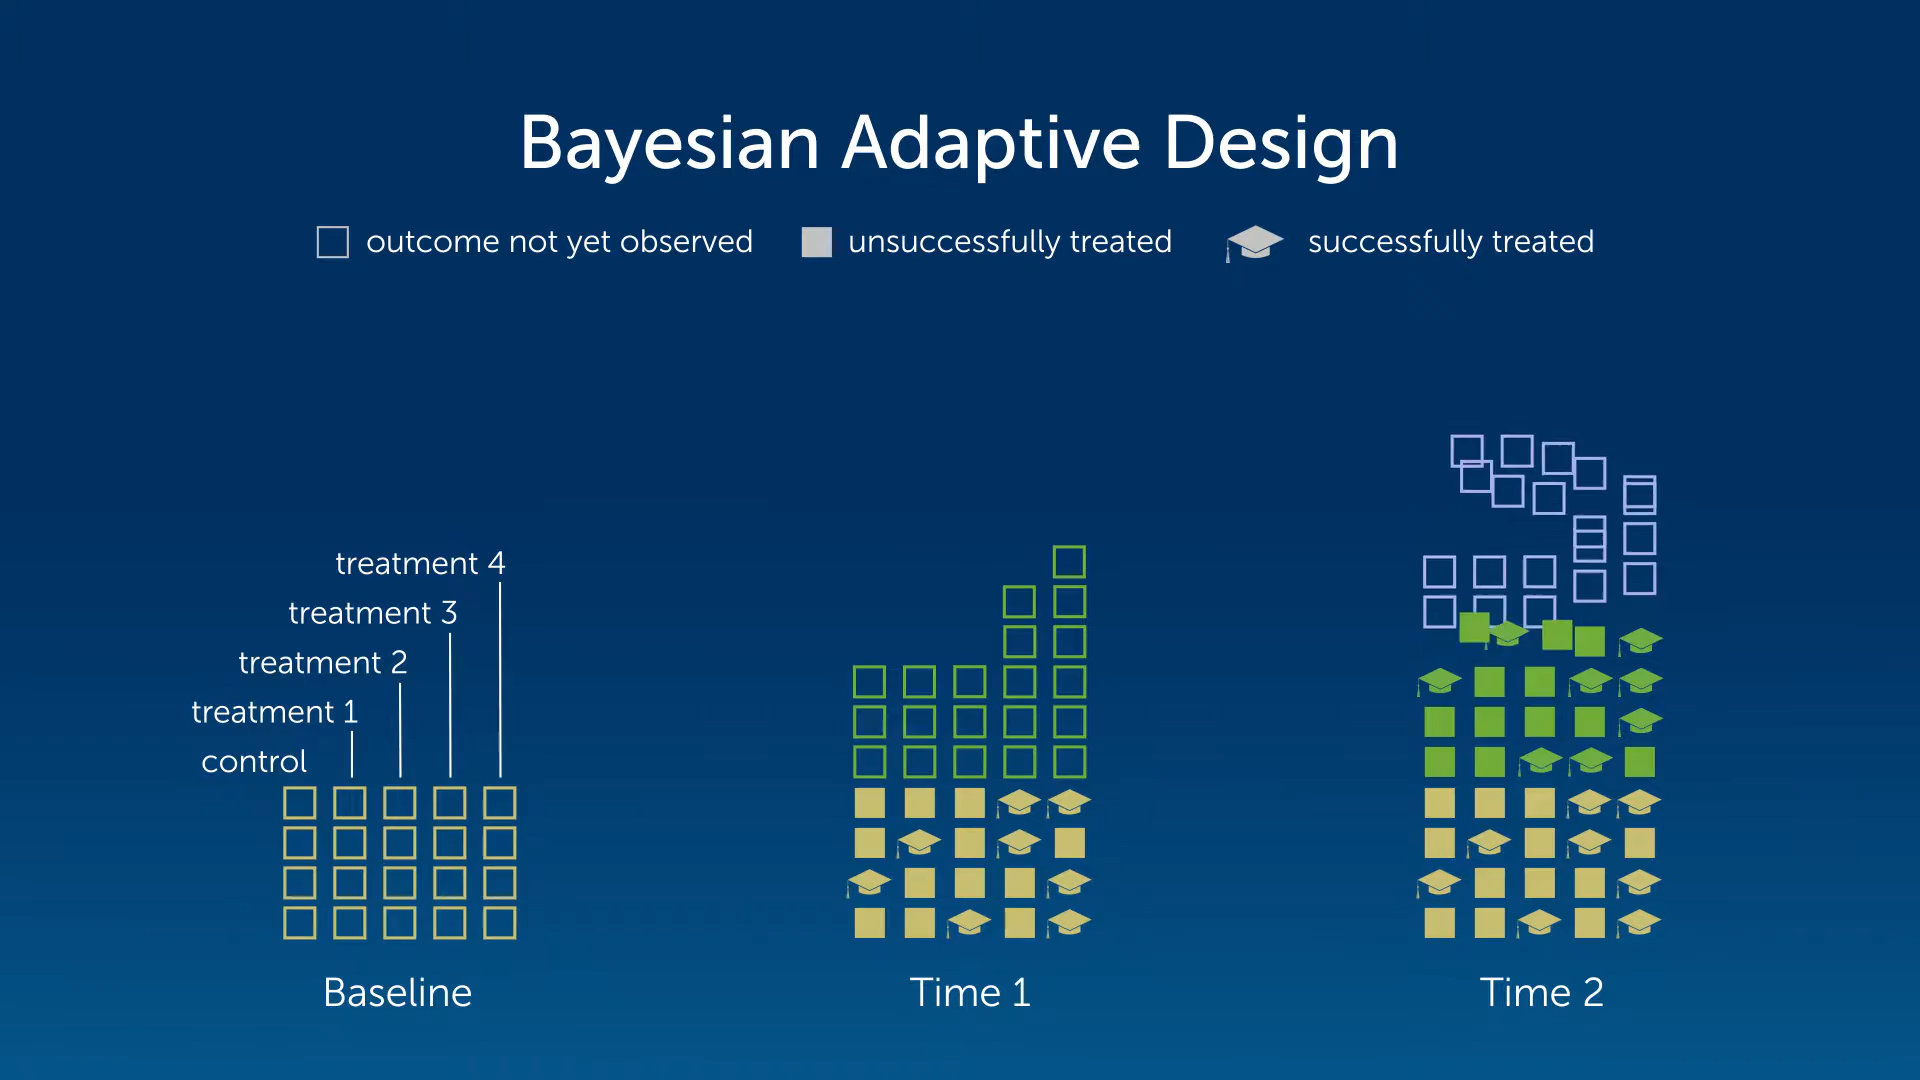 Bayesian Adaptive Design
outcome not yet observed
unsuccessfully treated
successfully treated
treatment 4
treatment 3
treatment 2
treatment 1
control
Baseline
Time 1
Time 2